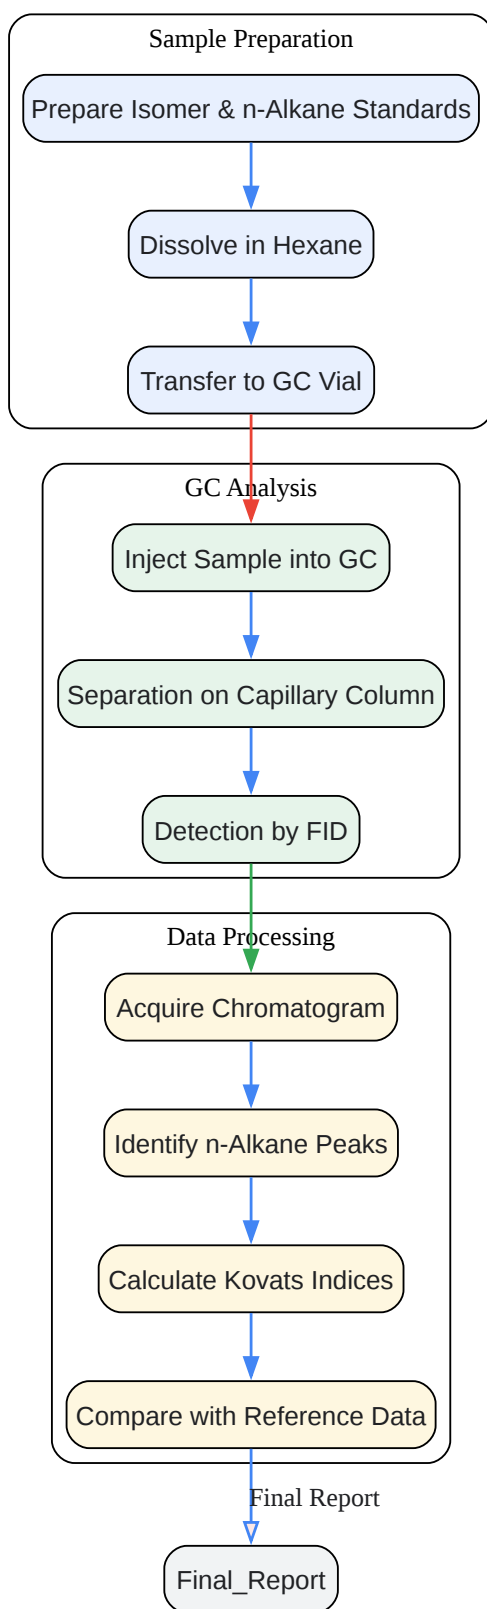 Sample Preparation
Prepare Isomer & n-Alkane Standards
Dissolve in Hexane
Transfer to GC Vial
GC Analysis
Inject Sample into GC
Separation on Capillary Column
Detection by FID
Data Processing
Acquire Chromatogram
Identify n-Alkane Peaks
Calculate Kovats Indices
Compare with Reference Data
Final Report
Final_Report